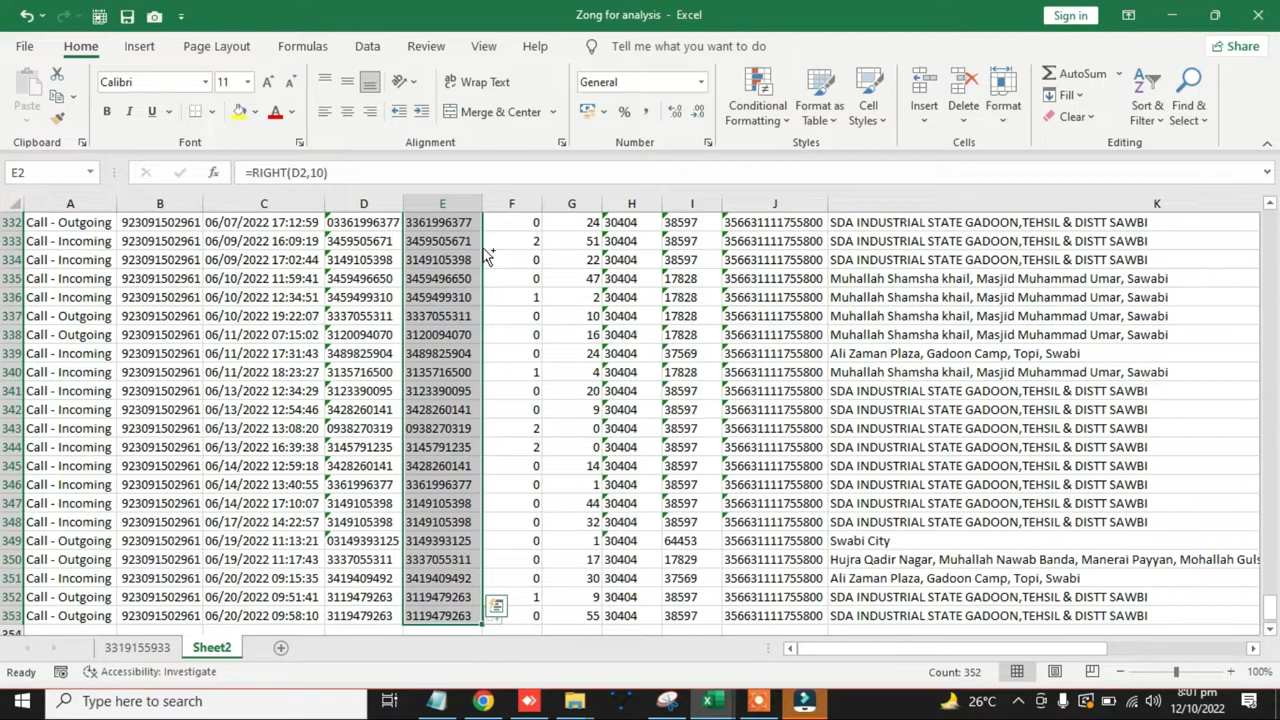 Zong for analysis - Excel
Sign in
File Home Insert Page Layout Formulas Data Review View Help Tell me what you want to do Share
Paste
Clipboard
Calibri 11
B I U
Font
Wrap Text
Merge & Center
Alignment
General
Number
Conditional Formatting
Format as Table
Cell Styles
Styles
Insert
Delete
Format
Cells
AutoSum
Fill
Clear
Sort & Filter
Find & Select
Editing
E2 fx =RIGHT(D2,10)
A B C D E F G H I J K
332 Call - Outgoing 923091502961 06/07/2022 17:12:59 03361996377 3361996377 0 24 30404 38597 356631111755800 SDA INDUSTRIAL STATE GADOON,TEHSIL & DISTT SAWBI
333 Call - Incoming 923091502961 06/09/2022 16:09:19 3459505671 3459505671 2 51 30404 38597 356631111755800 SDA INDUSTRIAL STATE GADOON,TEHSIL & DISTT SAWBI
334 Call - Incoming 923091502961 06/09/2022 17:02:44 3149105398 3149105398 0 22 30404 38597 356631111755800 SDA INDUSTRIAL STATE GADOON,TEHSIL & DISTT SAWBI
335 Call - Incoming 923091502961 06/10/2022 11:59:41 3459496650 3459496650 0 47 30404 17828 356631111755800 Muhallah Shamsha khail, Masjid Muhammad Umar, Sawabi
336 Call - Incoming 923091502961 06/10/2022 12:34:51 3459499310 3459499310 1 2 30404 17828 356631111755800 Muhallah Shamsha khail, Masjid Muhammad Umar, Sawabi
337 Call - Outgoing 923091502961 06/10/2022 19:22:07 3337055311 3337055311 0 10 30404 17828 356631111755800 Muhallah Shamsha khail, Masjid Muhammad Umar, Sawabi
338 Call - Outgoing 923091502961 06/11/2022 07:15:02 3120094070 3120094070 0 16 30404 17828 356631111755800 Muhallah Shamsha khail, Masjid Muhammad Umar, Sawabi
339 Call - Incoming 923091502961 06/11/2022 17:31:43 3489825904 3489825904 0 24 30404 37569 356631111755800 Ali Zaman Plaza, Gadoon Camp, Topi, Swabi
340 Call - Incoming 923091502961 06/11/2022 18:23:27 3135716500 3135716500 1 4 30404 17828 356631111755800 Muhallah Shamsha khail, Masjid Muhammad Umar, Sawabi
341 Call - Outgoing 923091502961 06/13/2022 12:34:29 3123390095 3123390095 0 20 30404 38597 356631111755800 SDA INDUSTRIAL STATE GADOON,TEHSIL & DISTT SAWBI
342 Call - Outgoing 923091502961 06/13/2022 12:54:46 3428260141 3428260141 0 9 30404 38597 356631111755800 SDA INDUSTRIAL STATE GADOON,TEHSIL & DISTT SAWBI
343 Call - Incoming 923091502961 06/13/2022 13:08:20 0938270319 0938270319 2 0 30404 38597 356631111755800 SDA INDUSTRIAL STATE GADOON,TEHSIL & DISTT SAWBI
344 Call - Incoming 923091502961 06/13/2022 16:39:38 3145791235 3145791235 2 0 30404 38597 356631111755800 SDA INDUSTRIAL STATE GADOON,TEHSIL & DISTT SAWBI
345 Call - Outgoing 923091502961 06/14/2022 12:59:18 3428260141 3428260141 0 14 30404 38597 356631111755800 SDA INDUSTRIAL STATE GADOON,TEHSIL & DISTT SAWBI
346 Call - Incoming 923091502961 06/14/2022 13:40:55 3361996377 3361996377 0 1 30404 38597 356631111755800 SDA INDUSTRIAL STATE GADOON,TEHSIL & DISTT SAWBI
347 Call - Outgoing 923091502961 06/14/2022 17:10:07 3149105398 3149105398 0 44 30404 38597 356631111755800 SDA INDUSTRIAL STATE GADOON,TEHSIL & DISTT SAWBI
348 Call - Incoming 923091502961 06/17/2022 14:22:57 3149105398 3149105398 0 32 30404 38597 356631111755800 SDA INDUSTRIAL STATE GADOON,TEHSIL & DISTT SAWBI
349 Call - Outgoing 923091502961 06/19/2022 11:13:21 03149393125 3149393125 0 1 30404 64453 356631111755800 Swabi City
350 Call - Outgoing 923091502961 06/19/2022 11:17:43 3337055311 3337055311 0 17 30404 17829 356631111755800 Hujra Qadir Nagar, Muhallah Nawab Banda, Manerai Payyan, Mohallah Guls
351 Call - Incoming 923091502961 06/20/2022 09:15:35 3419409492 3419409492 0 30 30404 37569 356631111755800 Ali Zaman Plaza, Gadoon Camp, Topi, Swabi
352 Call - Outgoing 923091502961 06/20/2022 09:51:41 3119479263 3119479263 1 9 30404 38597 356631111755800 SDA INDUSTRIAL STATE GADOON,TEHSIL & DISTT SAWBI
353 Call - Outgoing 923091502961 06/20/2022 09:58:10 3119479263 3119479263 0 55 30404 38597 356631111755800 SDA INDUSTRIAL STATE GADOON,TEHSIL & DISTT SAWBI
354
3319155933 Sheet2
Ready Accessibility: Investigate Count: 352 100%
Type here to search 26°C 8:01 pm
12/10/2022